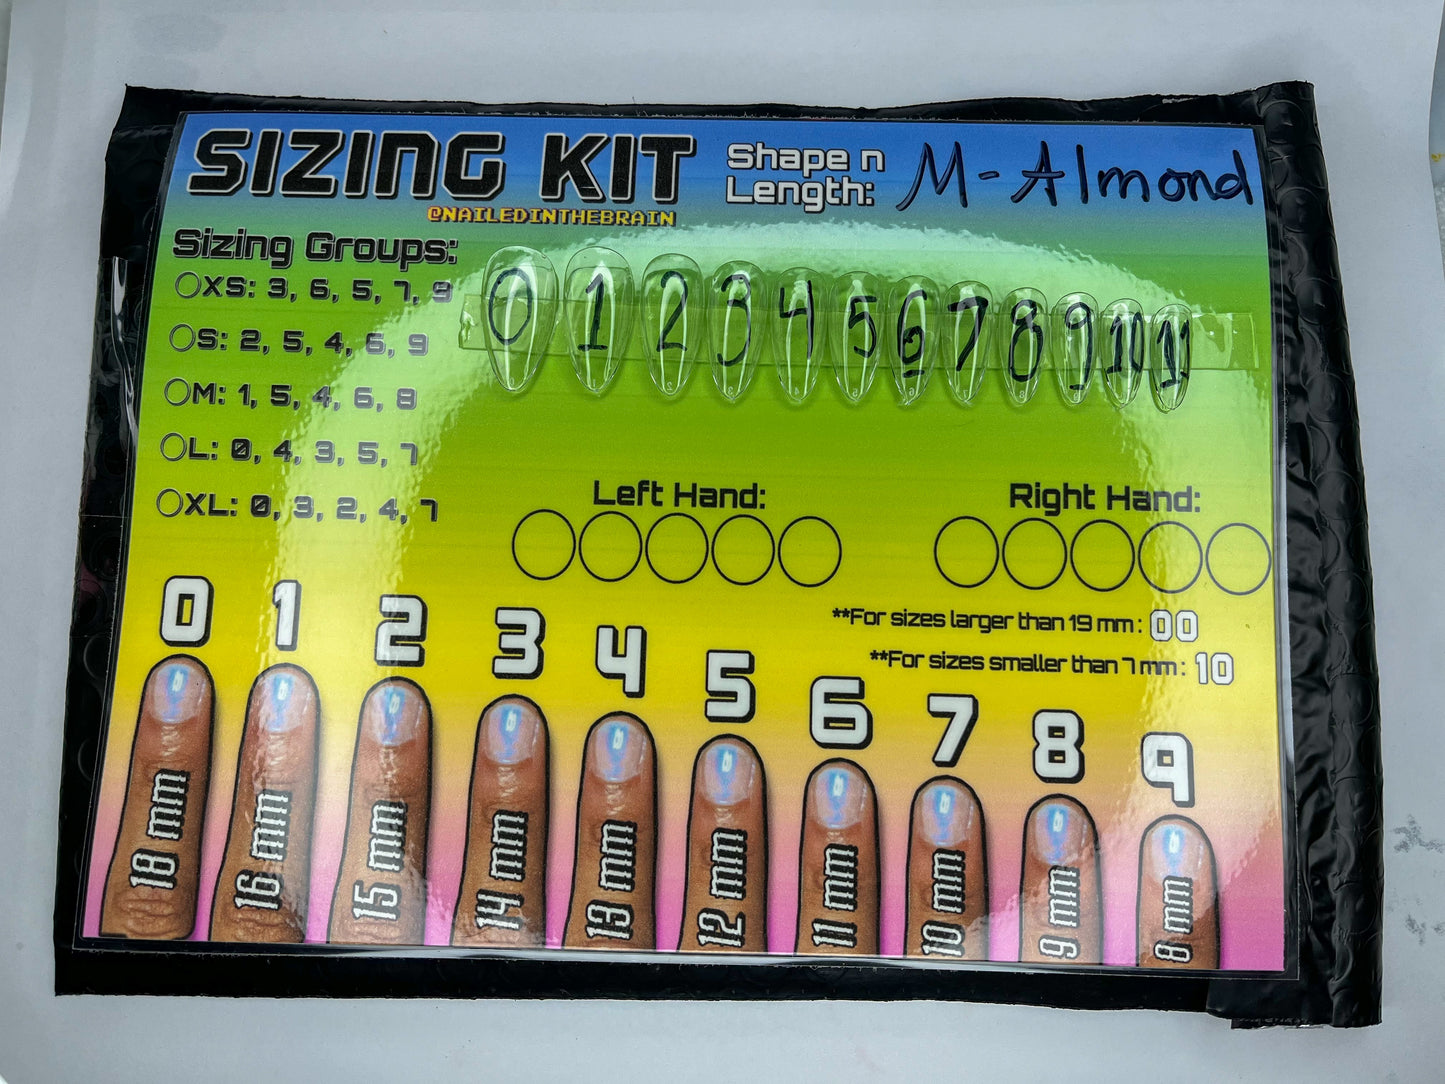 SIZING KIT
@NAILEDINTHEBRAIN
Shape n
Length: M-Almond
Sizing Groups:
XS: 3, 6, 5, 7, 9
S: 2, 5, 4, 6, 9
M: 1, 5, 4, 6, 8
L: 0, 4, 3, 5, 7
XL: 0, 3, 2, 4, 7
0 1 2 3 4 5 6 7 8 9 10 11
Left Hand:
Right Hand:
**For sizes larger than 19 mm: 00
**For sizes smaller than 7 mm: 10
0 1 2 3 4 5 6 7 8 9
18 mm
16 mm
15 mm
14 mm
13 mm
12 mm
11 mm
10 mm
9 mm
8 mm